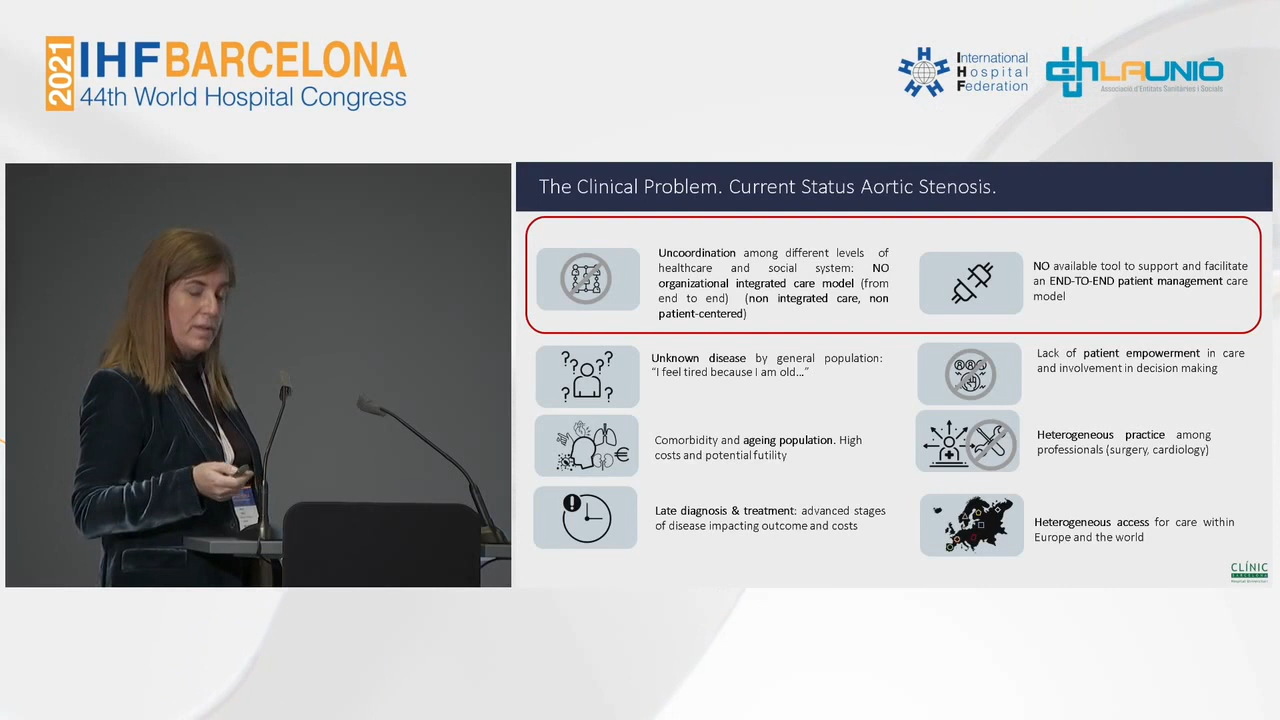 2021
IHF BARCELONA
44th World Hospital Congress
International
Hospital
Federation
LAUNIÓ
Associació d'Entitats Sanitàries i Socials
The Clinical Problem. Current Status Aortic Stenosis.
Uncoordination among different levels of
healthcare and social system: NO
organizational integrated care model (from
end to end) (non integrated care, non
patient-centered)
NO available tool to support and facilitate
an END-TO-END patient management care
model
Unknown disease by general population:
“I feel tired because I am old...”
Lack of patient empowerment in care
and involvement in decision making
Comorbidity and ageing population. High
costs and potential futility
Heterogeneous practice among
professionals (surgery, cardiology)
Late diagnosis & treatment: advanced stages
of disease impacting outcome and costs
Heterogeneous access for care within
Europe and the world
CLÍNIC
BARCELONA
Hospital Universitari